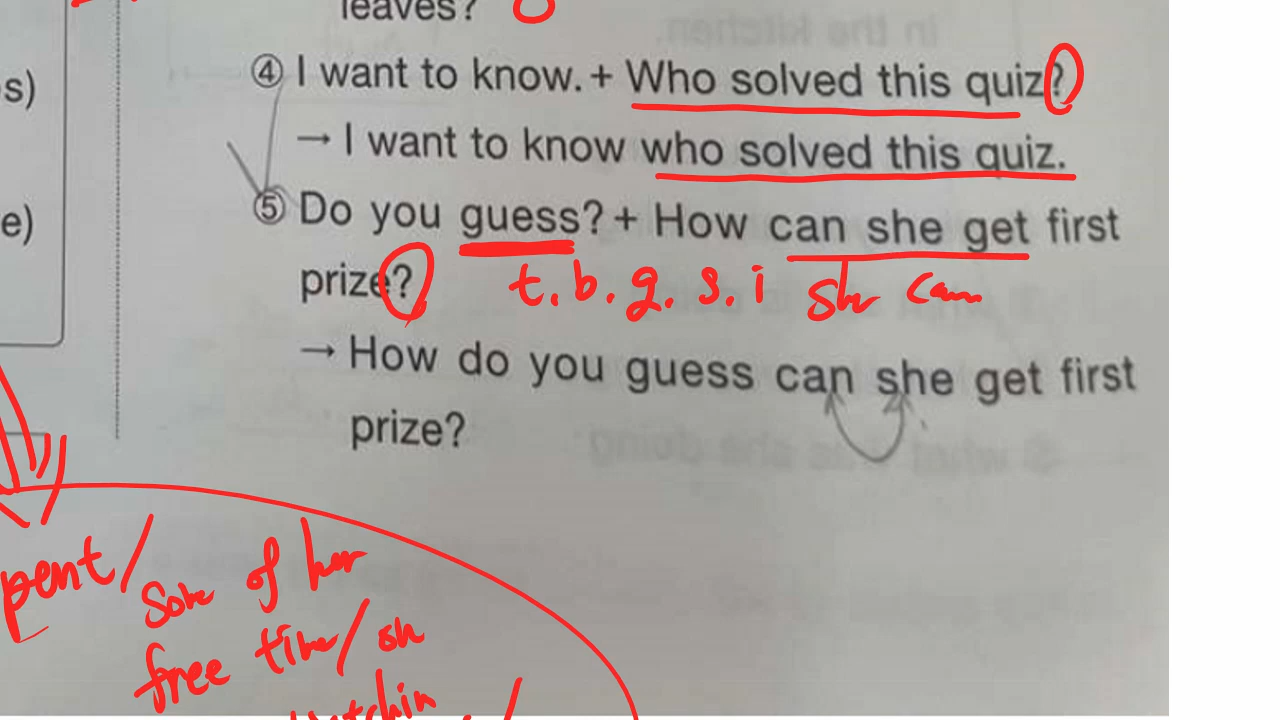 leaves?
④ I want to know. + Who solved this quiz?
→ I want to know who solved this quiz.
⑤ Do you guess? + How can she get first
prize?
t. b. g. s. i she can
→ How do you guess can she get first
prize?
s)
e)
pent/
of her
free time/